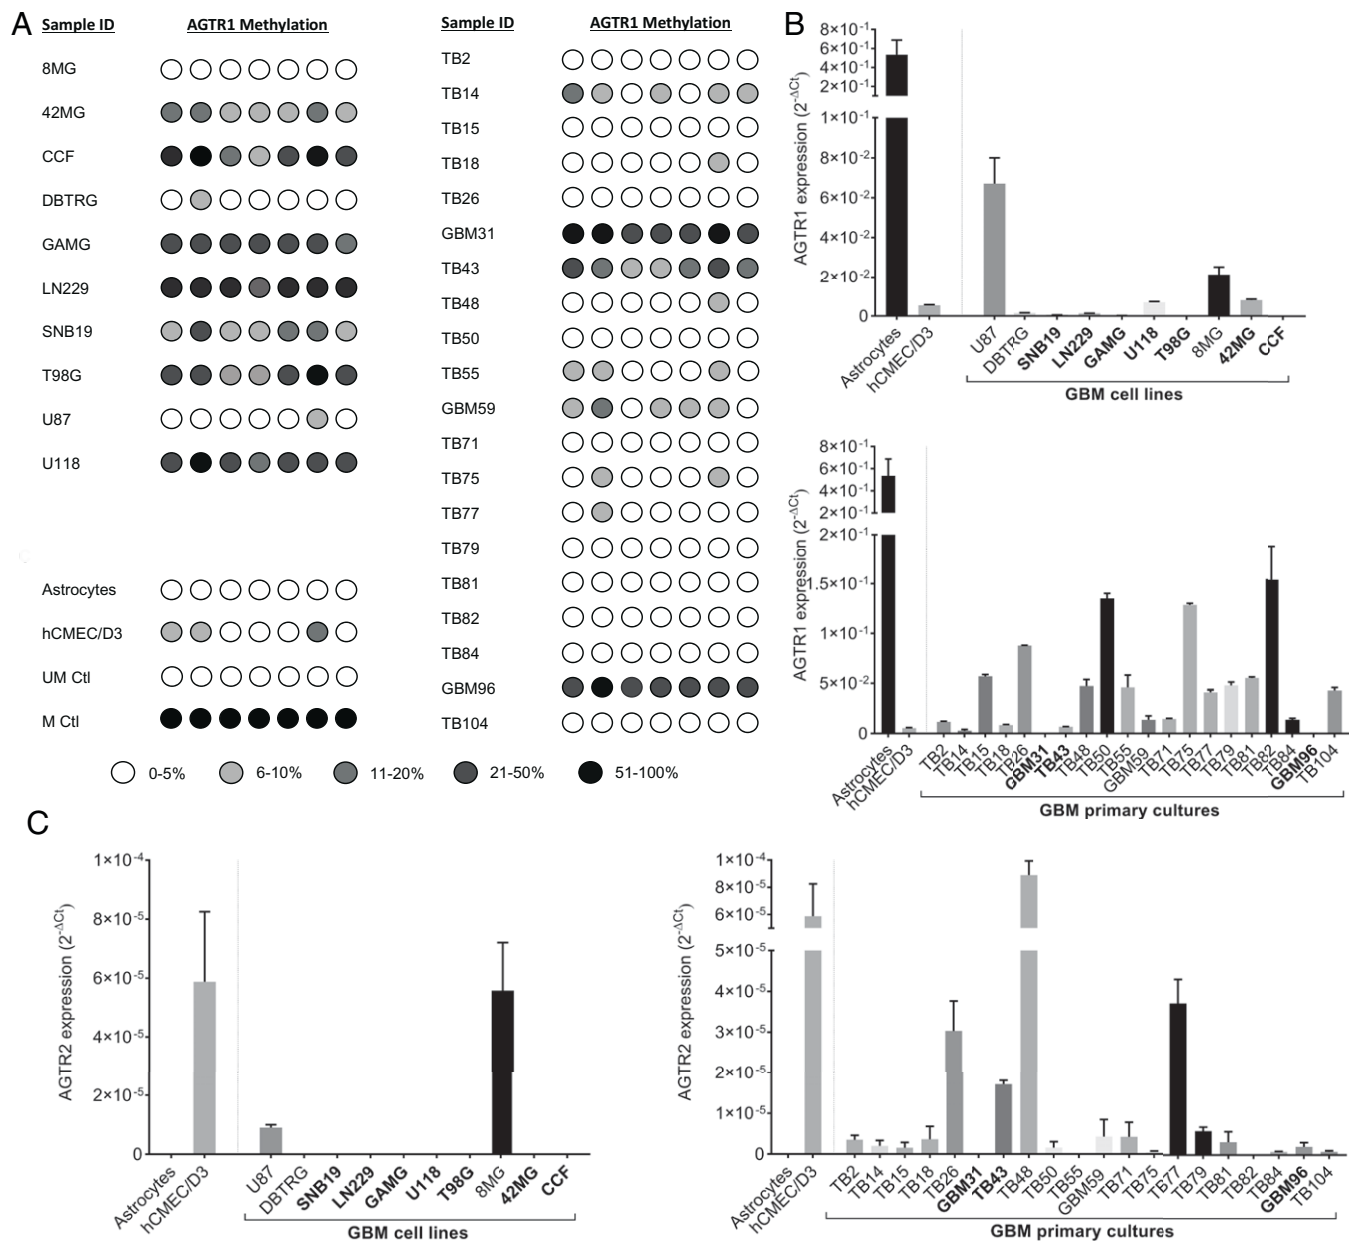 A
Sample ID AGTR1 Methylation
8MG
42MG
CCF
DBTRG
GAMG
LN229
SNB19
T98G
U87
U118
Astrocytes
hCMEC/D3
UM Ctl
M Ctl
Sample ID AGTR1 Methylation
TB2
TB14
TB15
TB18
TB26
GBM31
TB43
TB48
TB50
TB55
GBM59
TB71
TB75
TB77
TB79
TB81
TB82
TB84
GBM96
TB104
0-5% 6-10% 11-20% 21-50% 51-100%
B
AGTR1 expression (2^-ΔCt)
8×10^-1
6×10^-1
4×10^-1
2×10^-1
1×10^-1
8×10^-2
6×10^-2
4×10^-2
2×10^-2
0
Astrocytes hCMEC/D3 U87 DBTRG SNB19 LN229 GAMG U118 T98G 8MG 42MG CCF
GBM cell lines
AGTR1 expression (2^-ΔCt)
8×10^-1
6×10^-1
4×10^-1
2×10^-1
2×10^-1
1.5×10^-1
1×10^-1
5×10^-2
0
Astrocytes hCMEC/D3 TB2 TB14 TB15 TB18 TB26 GBM31 TB43 TB48 TB50 TB55 GBM59 TB71 TB75 TB77 TB79 TB81 TB82 TB84 GBM96 TB104
GBM primary cultures
C
AGTR2 expression (2^-ΔCt)
1×10^-4
8×10^-5
6×10^-5
4×10^-5
2×10^-5
0
Astrocytes hCMEC/D3 U87 DBTRG SNB19 LN229 GAMG U118 T98G 8MG 42MG CCF
GBM cell lines
AGTR2 expression (2^-ΔCt)
1×10^-4
8×10^-5
6×10^-5
5×10^-5
4×10^-5
3×10^-5
2×10^-5
1×10^-5
0
Astrocytes hCMEC/D3 TB2 TB14 TB15 TB18 TB26 GBM31 TB43 TB48 TB50 TB55 GBM59 TB71 TB75 TB77 TB79 TB81 TB82 TB84 GBM96 TB104
GBM primary cultures